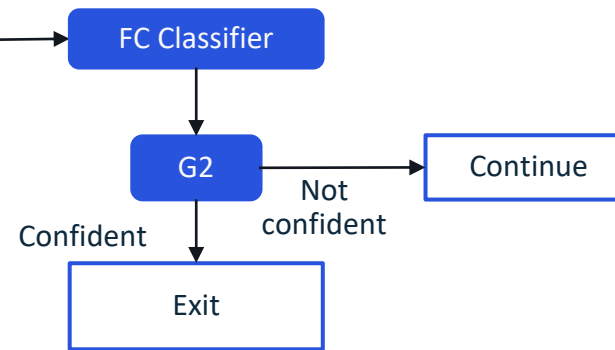 FC Classifier
G2
Continue
Not
confident
Confident
Exit